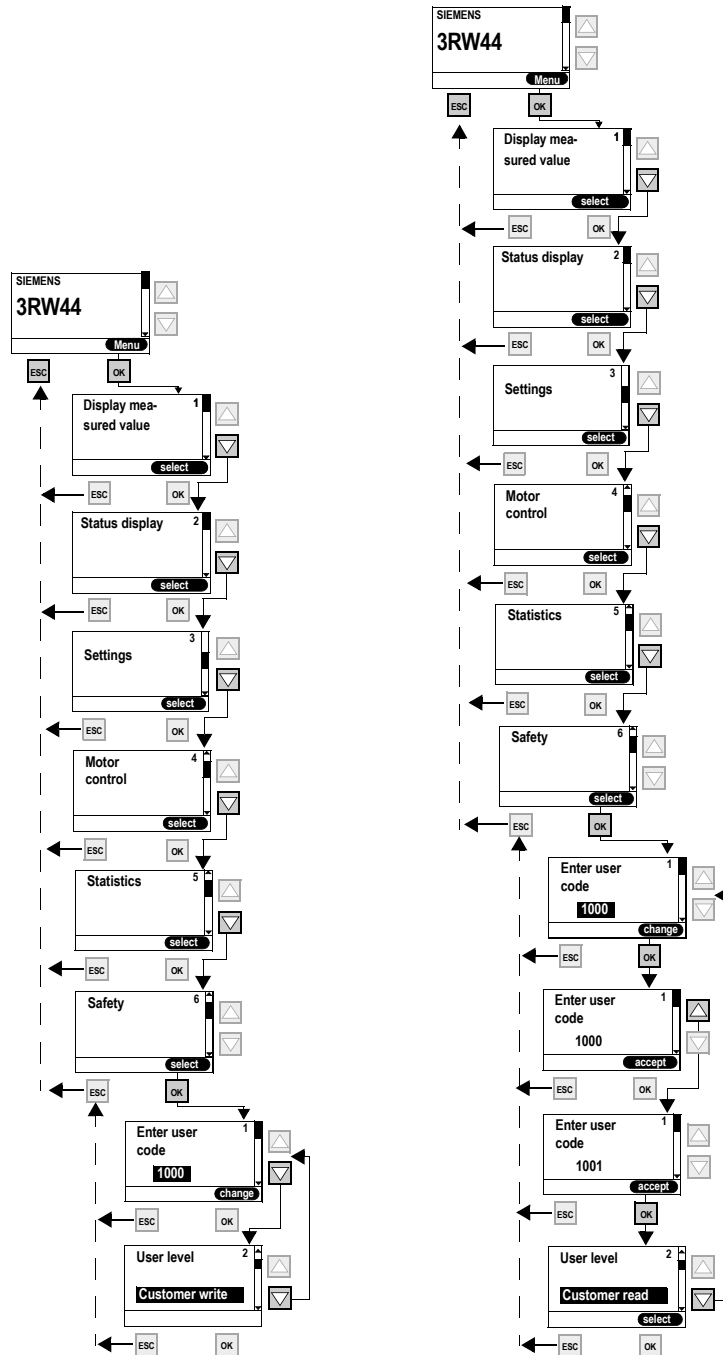 SIEMENS
3RW44
Menu
ESC
OK
Display mea-
sured value
1
select
ESC
OK
Status display
2
select
ESC
OK
Settings
3
select
ESC
OK
Motor
control
4
select
ESC
OK
Statistics
5
select
ESC
OK
Safety
6
select
ESC
OK
Enter user
code
1
1000
change
ESC
OK
User level
2
Customer write
ESC
OK
SIEMENS
3RW44
Menu
ESC
OK
Display mea-
sured value
1
select
ESC
OK
Status display
2
select
ESC
OK
Settings
3
select
ESC
OK
Motor
control
4
select
ESC
OK
Statistics
5
select
ESC
OK
Safety
6
select
ESC
OK
Enter user
code
1
1000
change
ESC
OK
Enter user
code
1
1000
accept
ESC
OK
Enter user
code
1
1001
accept
ESC
OK
User level
2
Customer read
select
ESC
OK